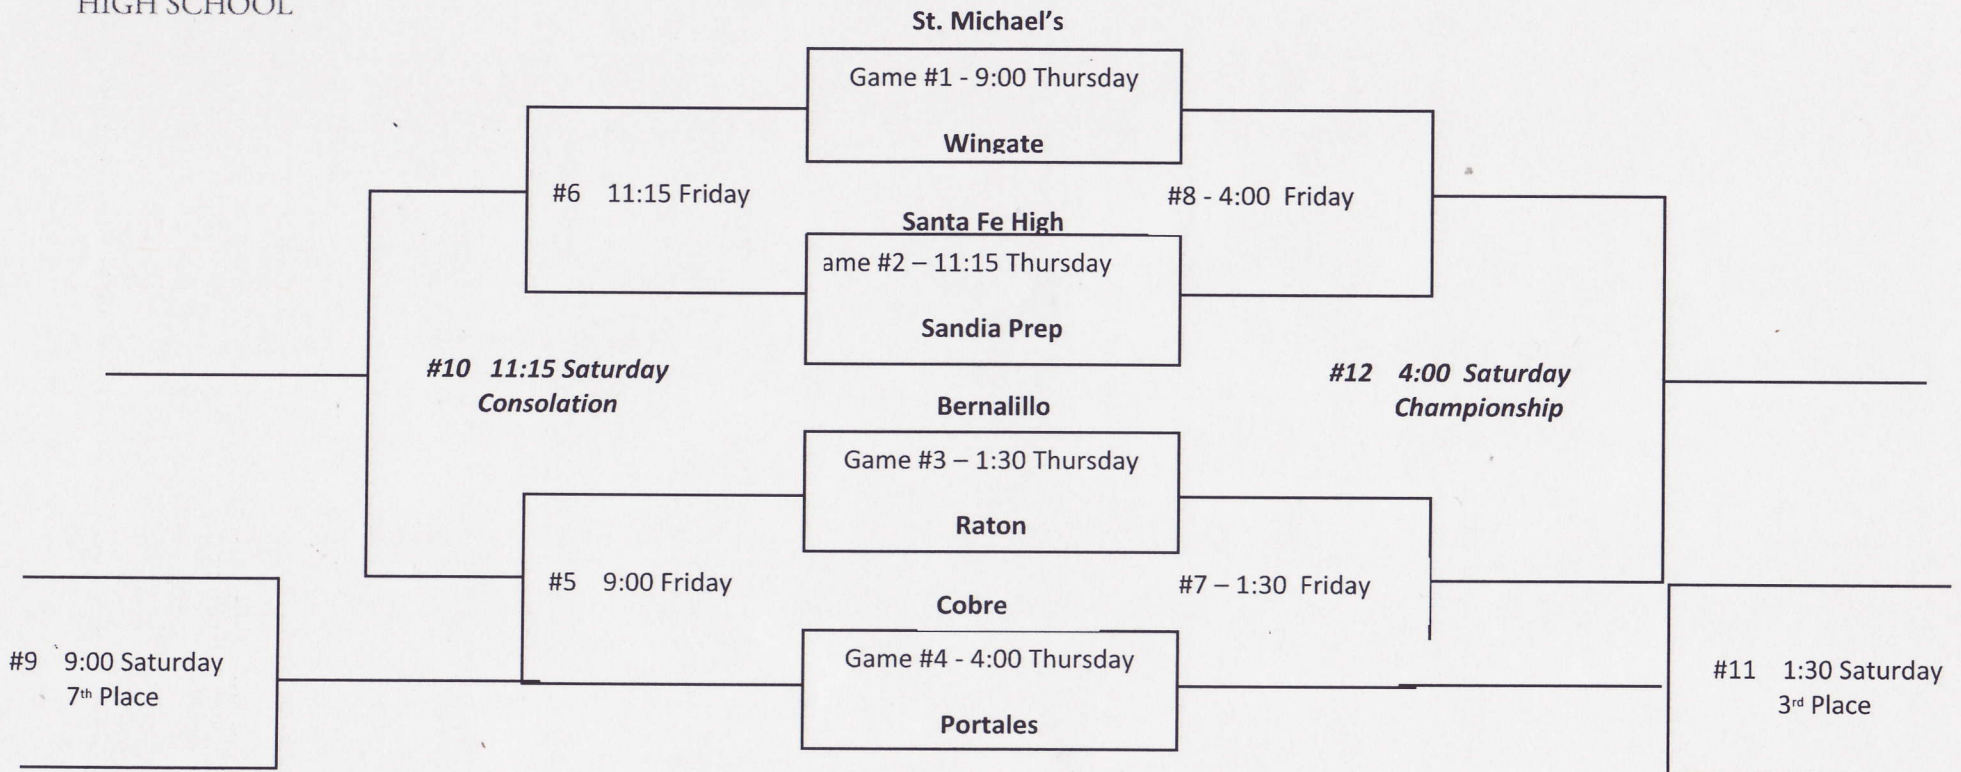 HIGH SCHOOL
St. Michael's
Game #1 - 9:00 Thursday
Wingate
#6 11:15 Friday
#8 - 4:00 Friday
Santa Fe High
ame #2 – 11:15 Thursday
Sandia Prep
#10 11:15 Saturday
Consolation
#12 4:00 Saturday
Championship
Bernalillo
Game #3 – 1:30 Thursday
Raton
#5 9:00 Friday
#7 – 1:30 Friday
Cobre
Game #4 - 4:00 Thursday
Portales
#9 9:00 Saturday
7th Place
#11 1:30 Saturday
3rd Place